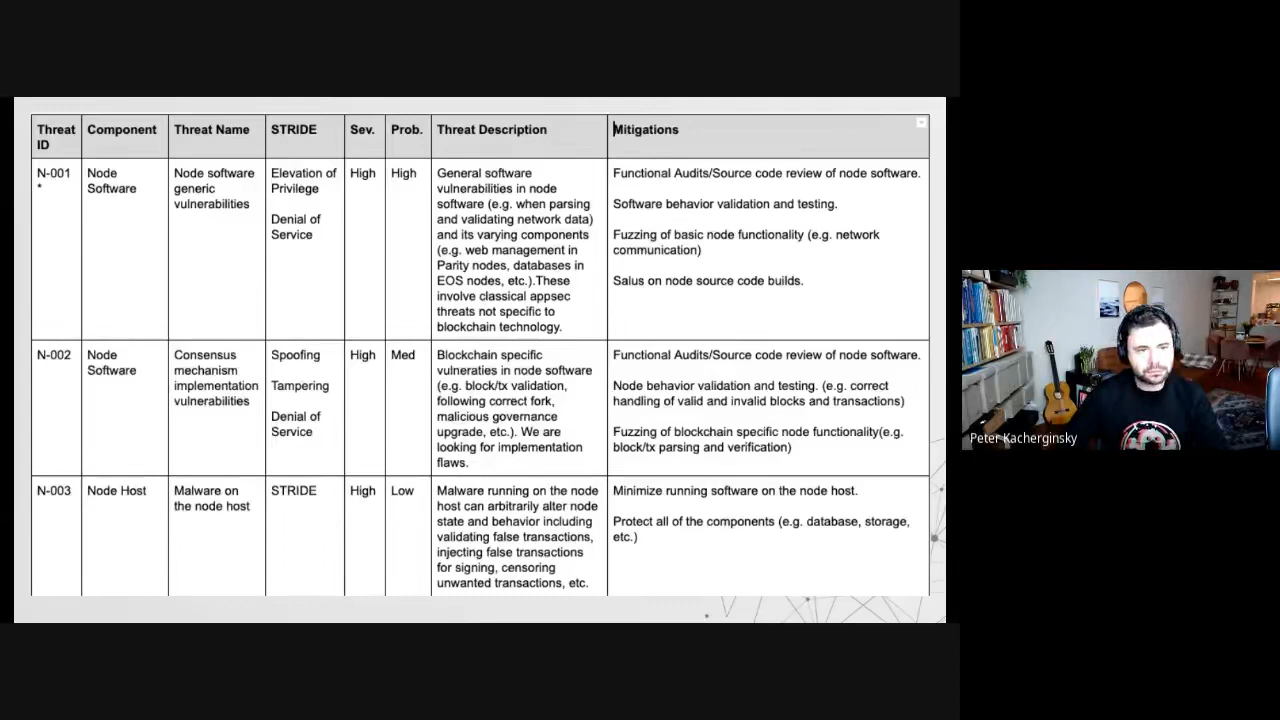 Threat
ID
Component
Threat Name
STRIDE
Sev.
Prob.
Threat Description
Mitigations
N-001
*
Node
Software
Node software
generic
vulnerabilities
Elevation of
Privilege
Denial of
Service
High
High
General software
vulnerabilities in node
software (e.g. when parsing
and validating network data)
and its varying components
(e.g. web management in
Parity nodes, databases in
EOS nodes, etc.).These
involve classical appsec
threats not specific to
blockchain technology.
Functional Audits/Source code review of node software.
Software behavior validation and testing.
Fuzzing of basic node functionality (e.g. network
communication)
Salus on node source code builds.
N-002
Node
Software
Consensus
mechanism
implementation
vulnerabilities
Spoofing
Tampering
Denial of
Service
High
Med
Blockchain specific
vulneraties in node software
(e.g. block/tx validation,
following correct fork,
malicious governance
upgrade, etc.). We are
looking for implementation
flaws.
Functional Audits/Source code review of node software.
Node behavior validation and testing. (e.g. correct
handling of valid and invalid blocks and transactions)
Fuzzing of blockchain specific node functionality(e.g.
block/tx parsing and verification)
N-003
Node Host
Malware on
the node host
STRIDE
High
Low
Malware running on the node
host can arbitrarily alter node
state and behavior including
validating false transactions,
injecting false transactions
for signing, censoring
unwanted transactions, etc.
Minimize running software on the node host.
Protect all of the components (e.g. database, storage,
etc.)
Peter Kacherginsky